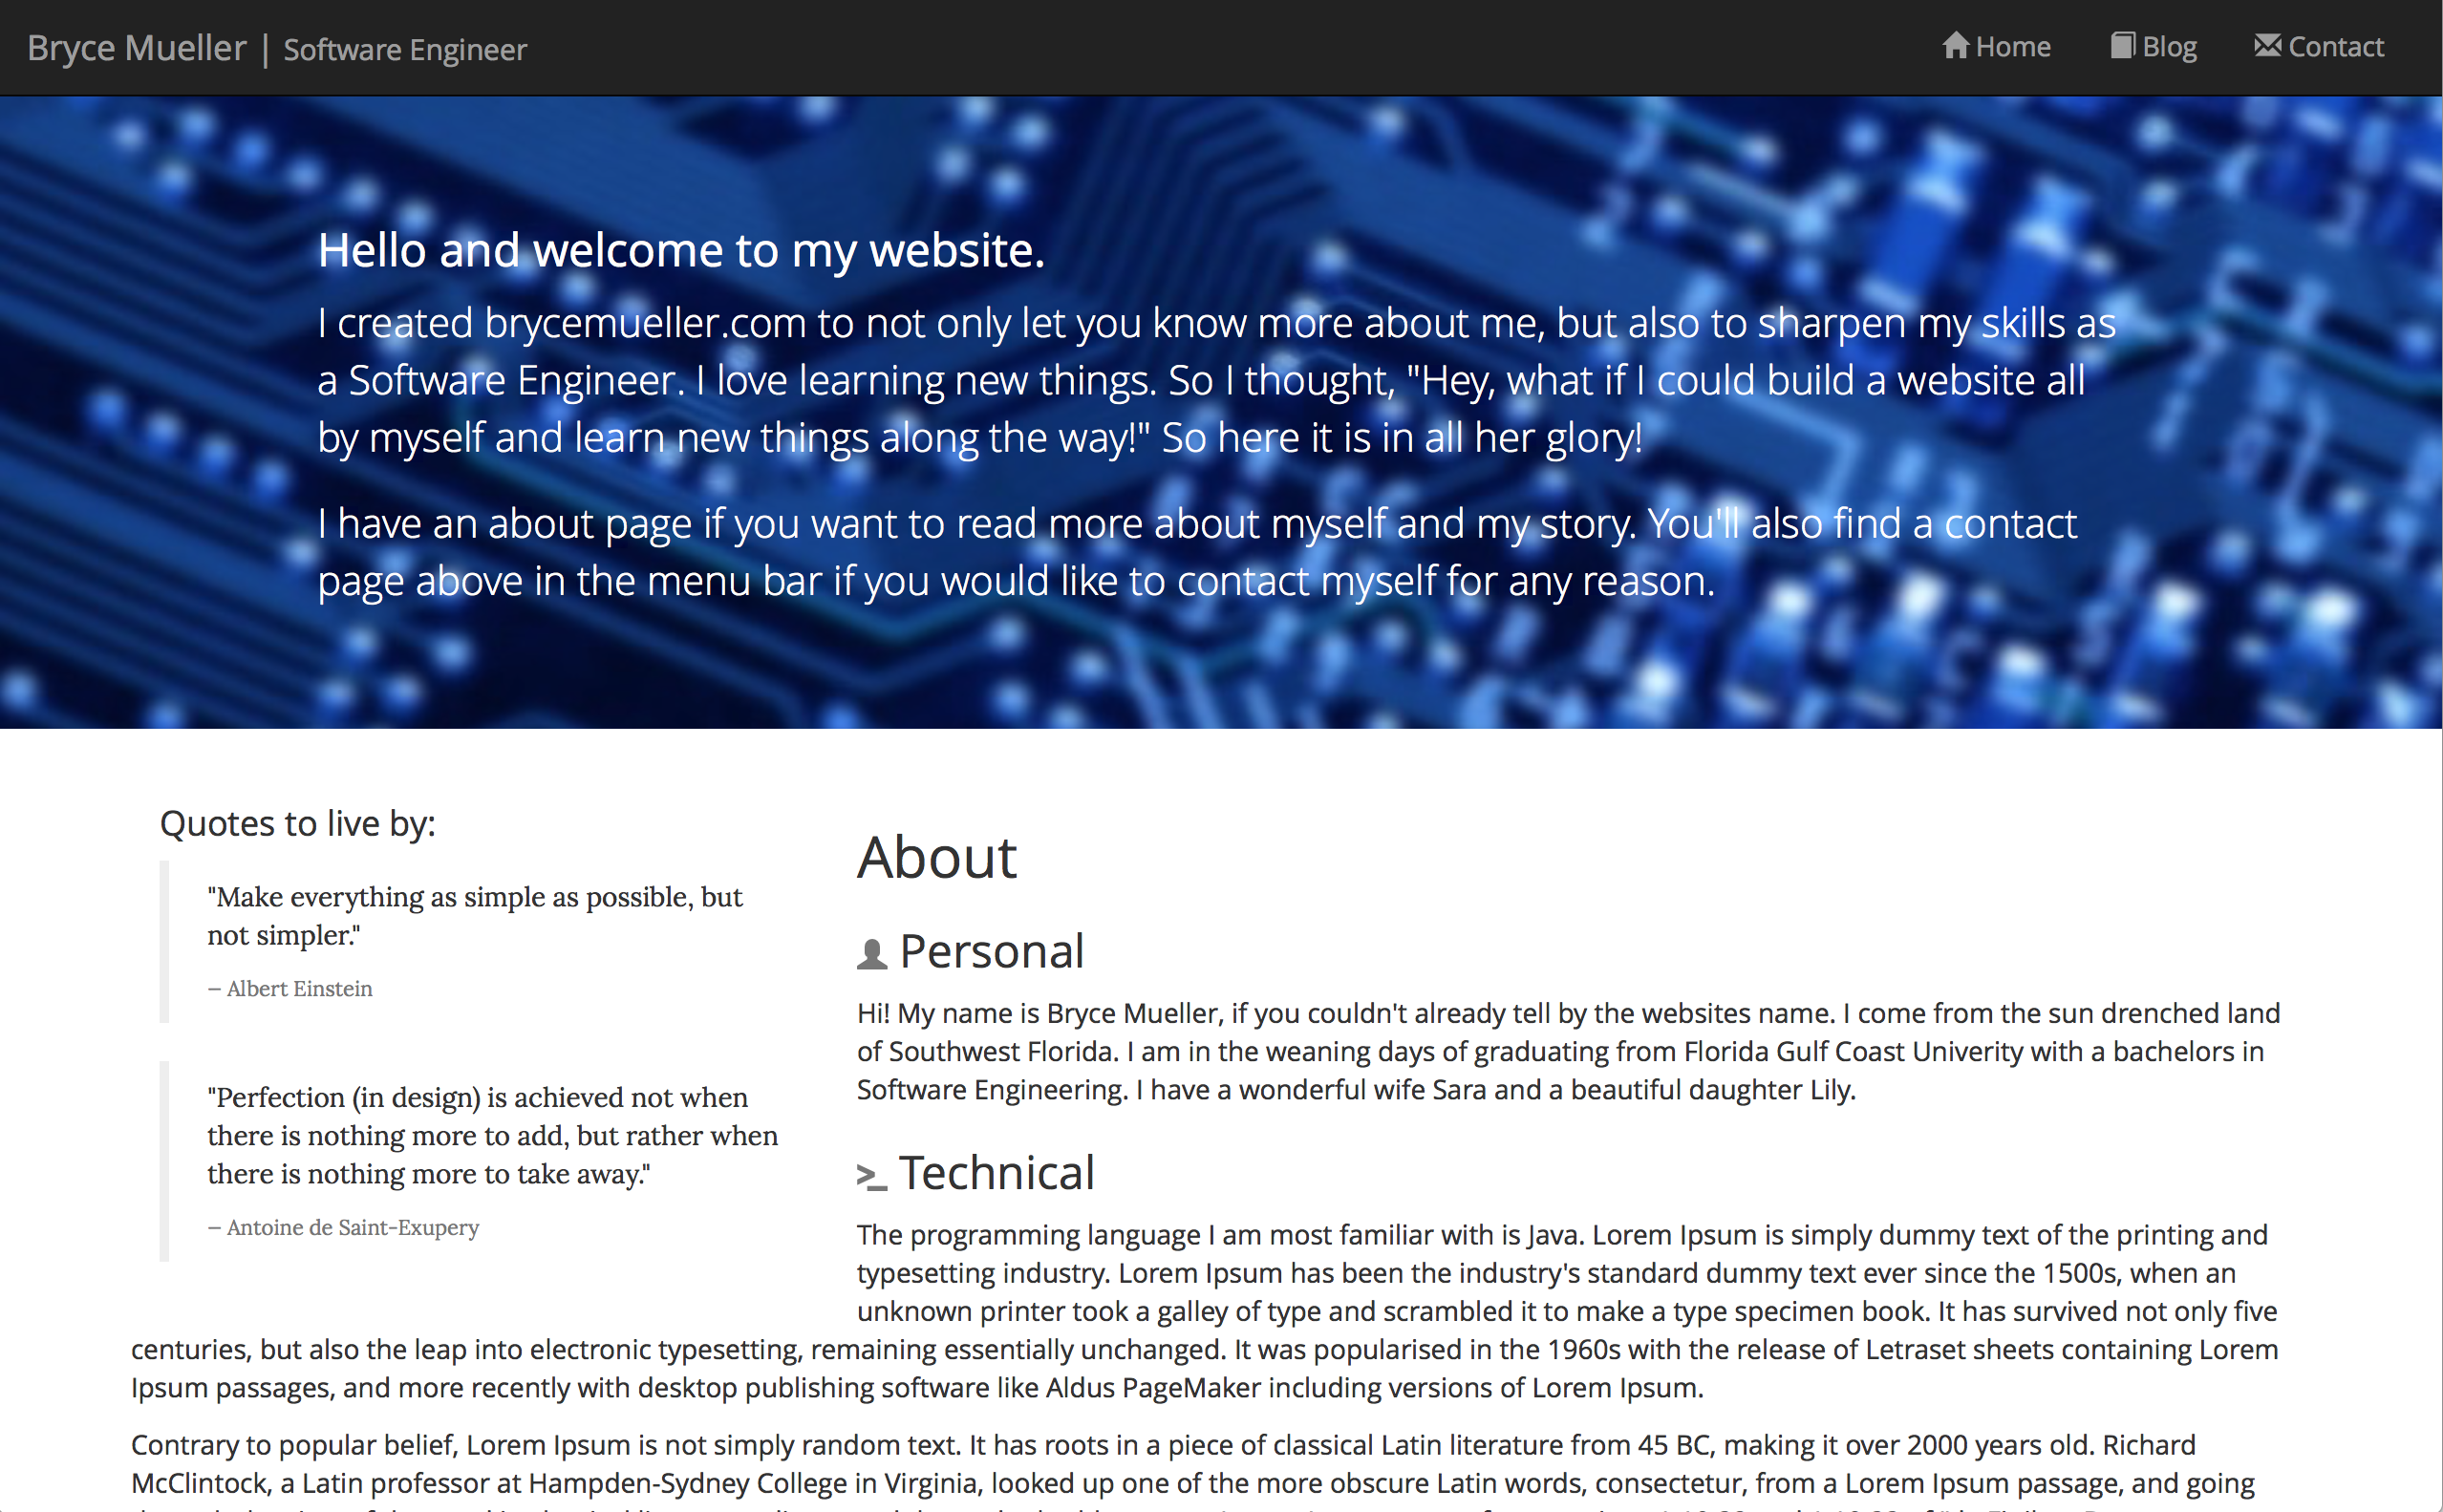 Bryce Mueller | Software Engineer
Home Blog Contact
Hello and welcome to my website.
I created brycemueller.com to not only let you know more about me, but also to sharpen my skills as
a Software Engineer. I love learning new things. So I thought, "Hey, what if I could build a website all
by myself and learn new things along the way!" So here it is in all her glory!
I have an about page if you want to read more about myself and my story. You'll also find a contact
page above in the menu bar if you would like to contact myself for any reason.
Quotes to live by:
"Make everything as simple as possible, but
not simpler."
– Albert Einstein
"Perfection (in design) is achieved not when
there is nothing more to add, but rather when
there is nothing more to take away."
– Antoine de Saint-Exupery
About
Personal
Hi! My name is Bryce Mueller, if you couldn't already tell by the websites name. I come from the sun drenched land
of Southwest Florida. I am in the weaning days of graduating from Florida Gulf Coast Univerity with a bachelors in
Software Engineering. I have a wonderful wife Sara and a beautiful daughter Lily.
Technical
The programming language I am most familiar with is Java. Lorem Ipsum is simply dummy text of the printing and
typesetting industry. Lorem Ipsum has been the industry's standard dummy text ever since the 1500s, when an
unknown printer took a galley of type and scrambled it to make a type specimen book. It has survived not only five
centuries, but also the leap into electronic typesetting, remaining essentially unchanged. It was popularised in the 1960s with the release of Letraset sheets containing Lorem
Ipsum passages, and more recently with desktop publishing software like Aldus PageMaker including versions of Lorem Ipsum.
Contrary to popular belief, Lorem Ipsum is not simply random text. It has roots in a piece of classical Latin literature from 45 BC, making it over 2000 years old. Richard
McClintock, a Latin professor at Hampden-Sydney College in Virginia, looked up one of the more obscure Latin words, consectetur, from a Lorem Ipsum passage, and going